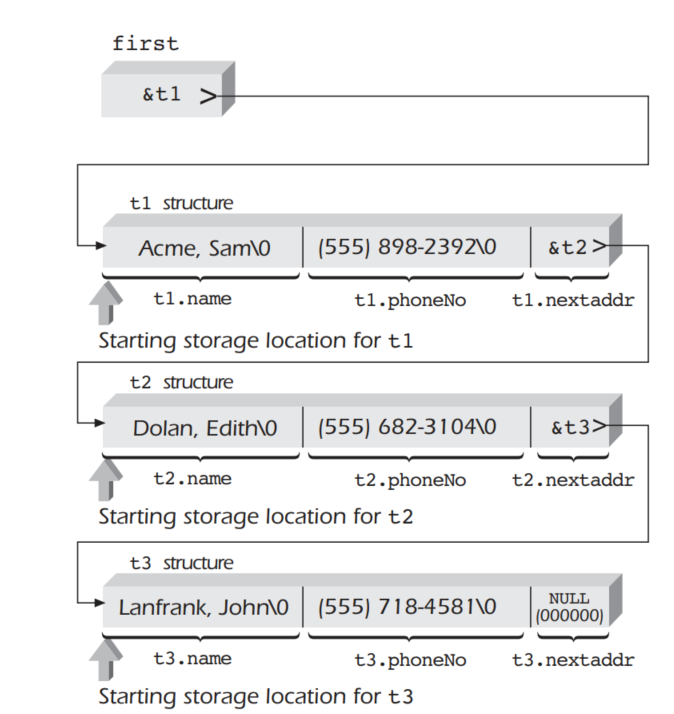 first
&t1 >
t1 structure
Acme, Sam\0 (555) 898-2392\0 &t2 >
t1.name t1.phoneNo t1.nextaddr
Starting storage location for t1
t2 structure
Dolan, Edith\0 (555) 682-3104\0 &t3>
t2.name t2.phoneNo t2.nextaddr
Starting storage location for t2
t3 structure
Lanfrank, John\0 (555) 718-4581\0 NULL
(000000)
t3.name t3.phoneNo t3.nextaddr
Starting storage location for t3